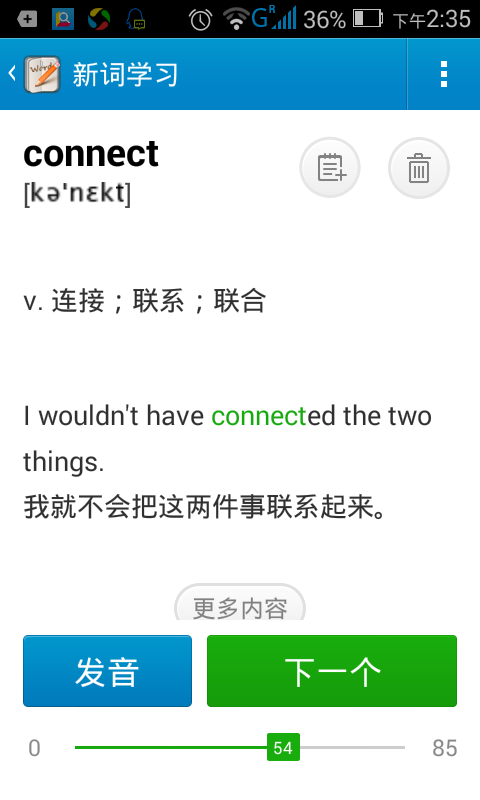 G R 36% 下午2:35
Words 新词学习
connect
[kə'nɛkt]
v. 连接；联系；联合
I wouldn't have connected the two
things.
我就不会把这两件事联系起来。
更多内容
发音 下一个
0 54 85